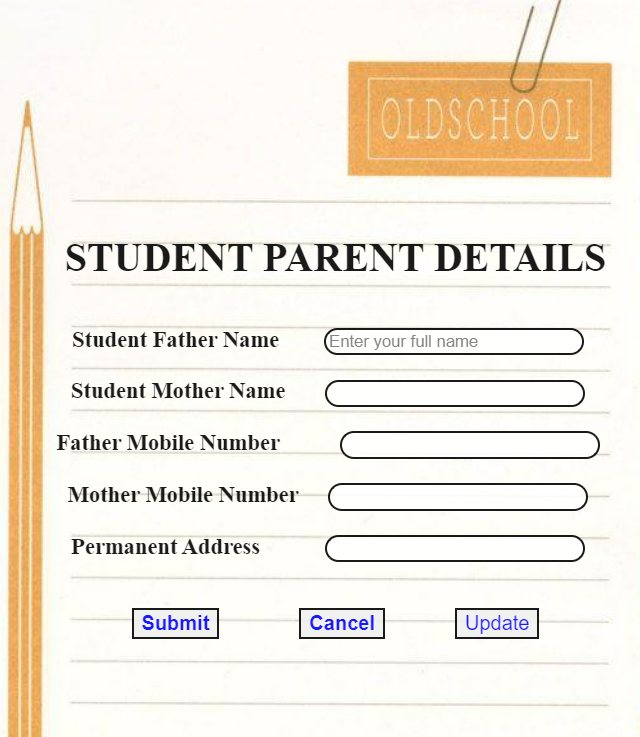 OLDSCHOOL
STUDENT PARENT DETAILS
Student Father Name Enter your full name
Student Mother Name
Father Mobile Number
Mother Mobile Number
Permanent Address
Submit Cancel Update